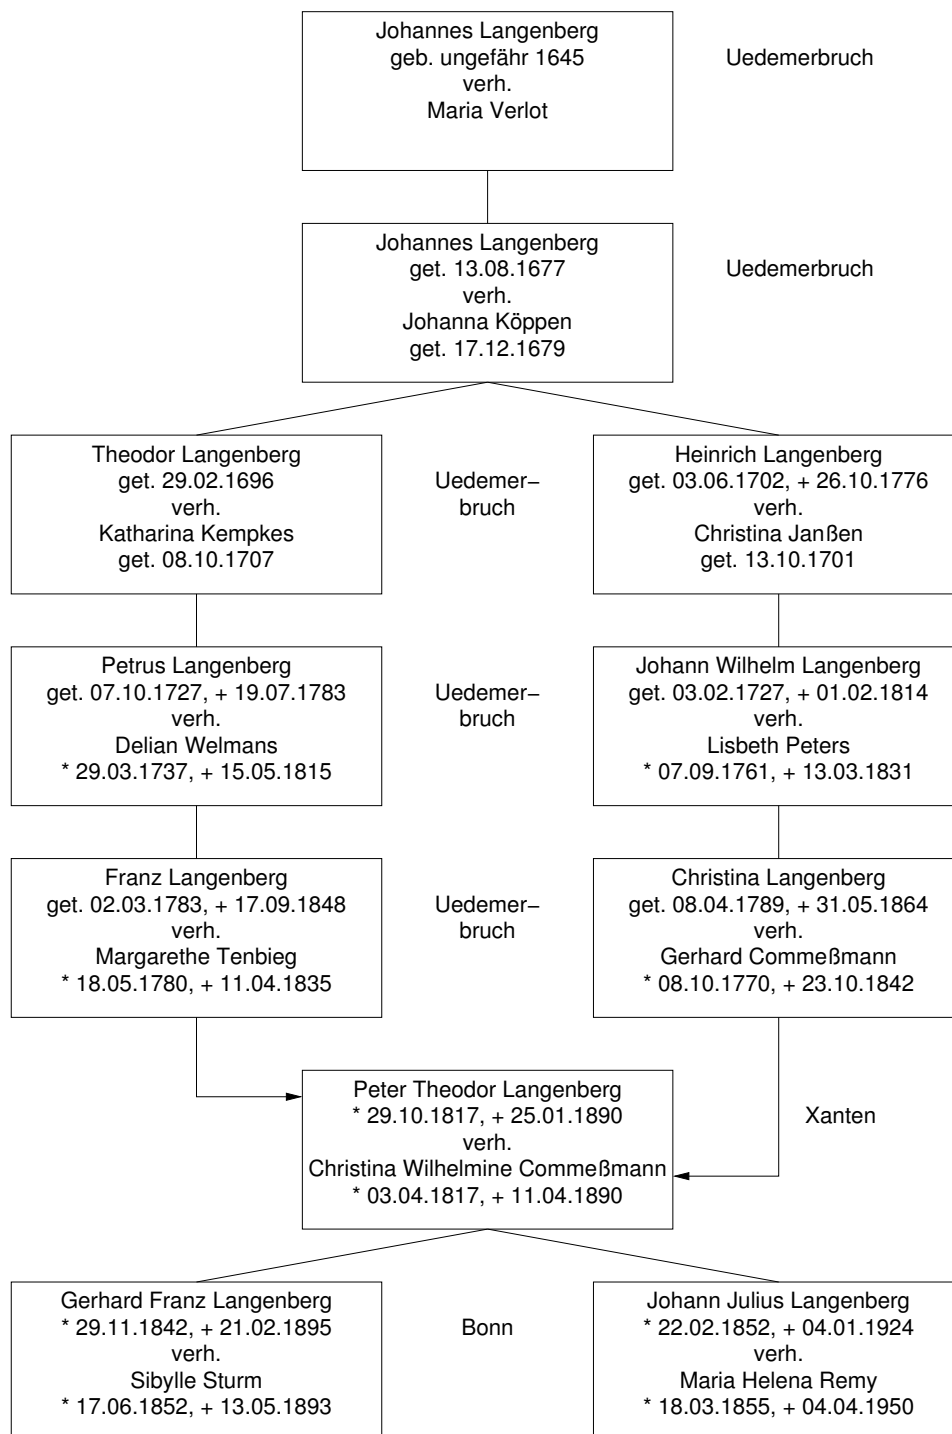 Johannes Langenberg
geb. ungefähr 1645
verh.
Maria Verlot
Uedemerbruch
Johannes Langenberg
get. 13.08.1677
verh.
Johanna Köppen
get. 17.12.1679
Uedemerbruch
Theodor Langenberg
get. 29.02.1696
verh.
Katharina Kempkes
get. 08.10.1707
Uedemer–
bruch
Heinrich Langenberg
get. 03.06.1702, + 26.10.1776
verh.
Christina Janßen
get. 13.10.1701
Petrus Langenberg
get. 07.10.1727, + 19.07.1783
verh.
Delian Welmans
* 29.03.1737, + 15.05.1815
Uedemer–
bruch
Johann Wilhelm Langenberg
get. 03.02.1727, + 01.02.1814
verh.
Lisbeth Peters
* 07.09.1761, + 13.03.1831
Franz Langenberg
get. 02.03.1783, + 17.09.1848
verh.
Margarethe Tenbieg
* 18.05.1780, + 11.04.1835
Uedemer–
bruch
Christina Langenberg
get. 08.04.1789, + 31.05.1864
verh.
Gerhard Commeßmann
* 08.10.1770, + 23.10.1842
Peter Theodor Langenberg
* 29.10.1817, + 25.01.1890
verh.
Christina Wilhelmine Commeßmann
* 03.04.1817, + 11.04.1890
Xanten
Gerhard Franz Langenberg
* 29.11.1842, + 21.02.1895
verh.
Sibylle Sturm
* 17.06.1852, + 13.05.1893
Bonn
Johann Julius Langenberg
* 22.02.1852, + 04.01.1924
verh.
Maria Helena Remy
* 18.03.1855, + 04.04.1950